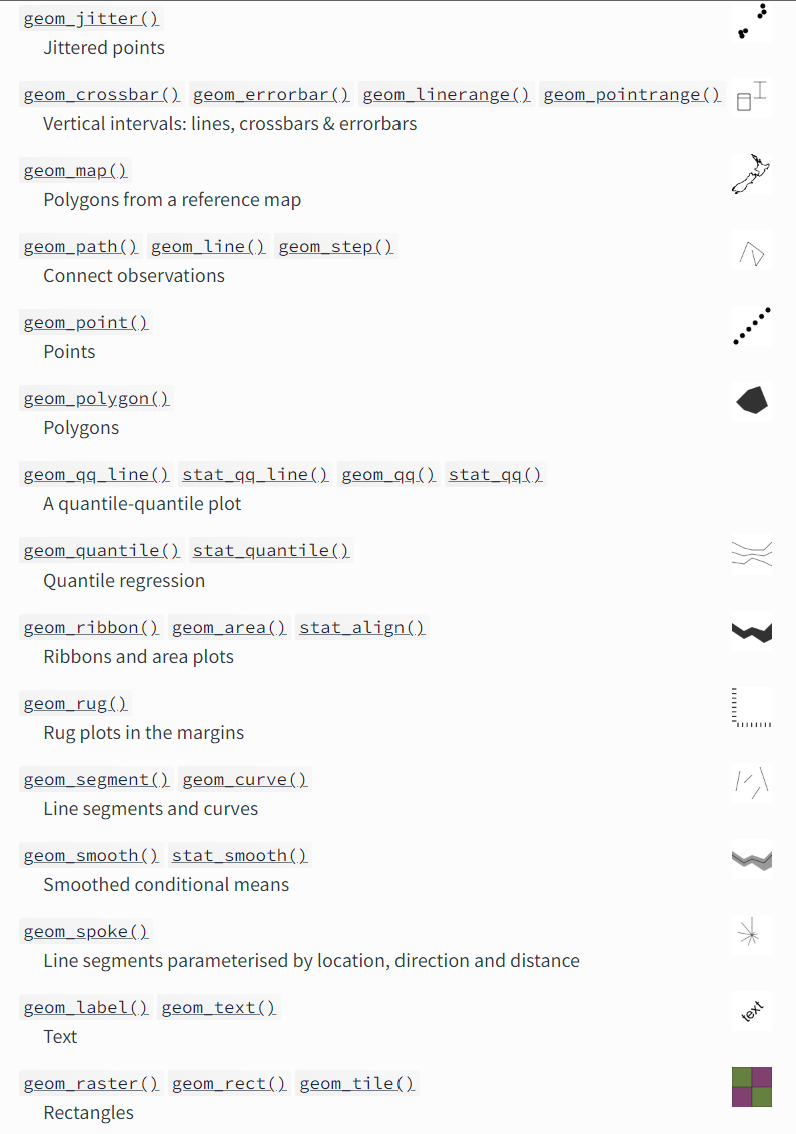 geom_jitter()
Jittered points
geom_crossbar() geom_errorbar() geom_linerange() geom_pointrange()
Vertical intervals: lines, crossbars & errorbars
geom_map()
Polygons from a reference map
geom_path() geom_line() geom_step()
Connect observations
geom_point()
Points
geom_polygon()
Polygons
geom_qq_line() stat_qq_line() geom_qq() stat_qq()
A quantile-quantile plot
geom_quantile() stat_quantile()
Quantile regression
geom_ribbon() geom_area() stat_align()
Ribbons and area plots
geom_rug()
Rug plots in the margins
geom_segment() geom_curve()
Line segments and curves
geom_smooth() stat_smooth()
Smoothed conditional means
geom_spoke()
Line segments parameterised by location, direction and distance
geom_label() geom_text()
text
Text
geom_raster() geom_rect() geom_tile()
Rectangles